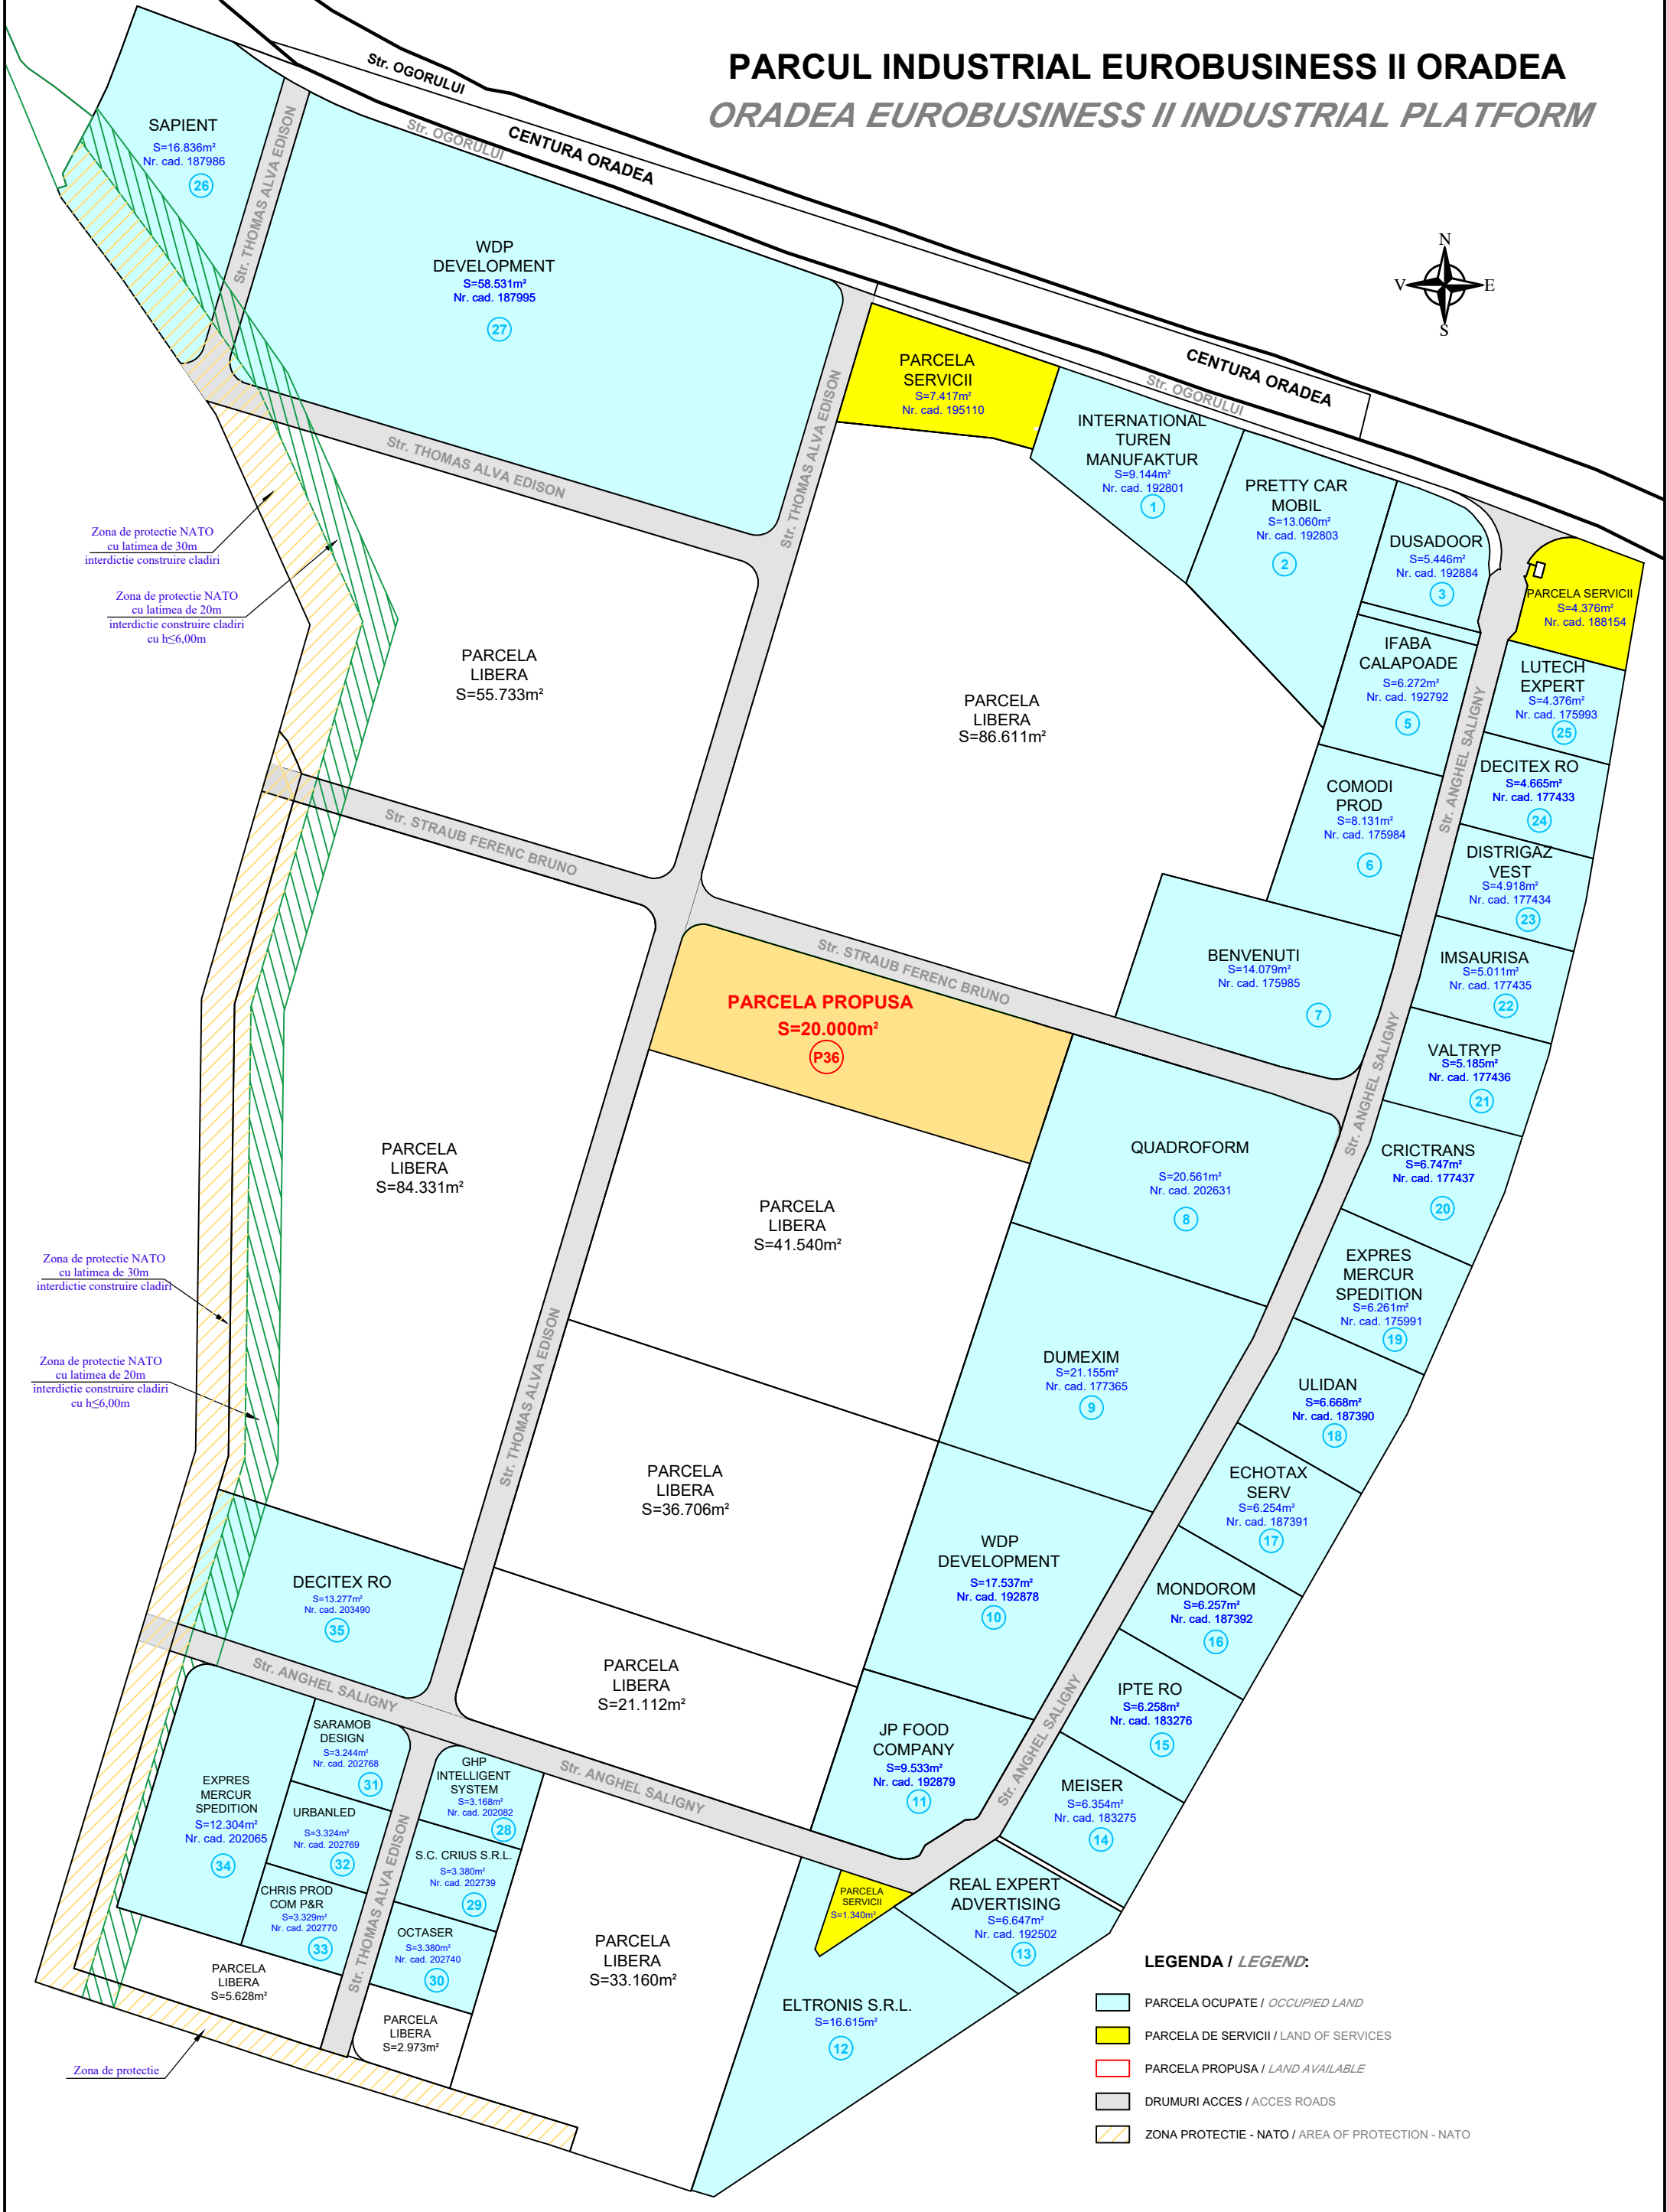 PARCUL INDUSTRIAL EUROBUSINESS II ORADEA
ORADEA EUROBUSINESS II INDUSTRIAL PLATFORM
Str. OGORULUI
CENTURA ORADEA
Str. OGORULUI
SAPIENT
S=16.836m²
Nr. cad. 187986
26
Str. THOMAS ALVA EDISON
WDP
DEVELOPMENT
S=58.531m²
Nr. cad. 187995
27
N
V
E
S
CENTURA ORADEA
Str. OGORULUI
PARCELA
SERVICII
S=7.417m²
Nr. cad. 195110
Str. THOMAS ALVA EDISON
Str. THOMAS ALVA EDISON
INTERNATIONAL
TUREN
MANUFAKTUR
S=9.144m²
Nr. cad. 192801
1
PRETTY CAR
MOBIL
S=13.060m²
Nr. cad. 192803
2
DUSADOOR
S=5.446m²
Nr. cad. 192884
3
PARCELA SERVICII
S=4.376m²
Nr. cad. 188154
Zona de protectie NATO
cu latimea de 30m
interdictie construire cladiri
Zona de protectie NATO
cu latimea de 20m
interdictie construire cladiri
cu h≤6,00m
PARCELA
LIBERA
S=55.733m²
PARCELA
LIBERA
S=86.611m²
IFABA
CALAPOADE
S=6.272m²
Nr. cad. 192792
5
LUTECH
EXPERT
S=4.376m²
Nr. cad. 175993
25
Str. ANGHEL SALIGNY
DECITEX RO
S=4.665m²
Nr. cad. 177433
24
COMODI
PROD
S=8.131m²
Nr. cad. 175984
6
DISTRIGAZ
VEST
S=4.918m²
Nr. cad. 177434
23
Str. STRAUB FERENC BRUNO
Str. STRAUB FERENC BRUNO
BENVENUTI
S=14.079m²
Nr. cad. 175985
7
IMSAURISA
S=5.011m²
Nr. cad. 177435
22
PARCELA PROPUSA
S=20.000m²
P36
VALTRYP
S=5.185m²
Nr. cad. 177436
21
Str. ANGHEL SALIGNY
QUADROFORM
S=20.561m²
Nr. cad. 202631
8
CRICTRANS
S=6.747m²
Nr. cad. 177437
20
PARCELA
LIBERA
S=84.331m²
PARCELA
LIBERA
S=41.540m²
EXPRES
MERCUR
SPEDITION
S=6.261m²
Nr. cad. 175991
19
Zona de protectie NATO
cu latimea de 30m
interdictie construire cladiri
Zona de protectie NATO
cu latimea de 20m
interdictie construire cladiri
cu h≤6,00m
DUMEXIM
S=21.155m²
Nr. cad. 177365
9
ULIDAN
S=6.668m²
Nr. cad. 187390
18
Str. THOMAS ALVA EDISON
PARCELA
LIBERA
S=36.706m²
ECHOTAX
SERV
S=6.254m²
Nr. cad. 187391
17
WDP
DEVELOPMENT
S=17.537m²
Nr. cad. 192878
10
MONDOROM
S=6.257m²
Nr. cad. 187392
16
DECITEX RO
S=13.277m²
Nr. cad. 203490
35
PARCELA
LIBERA
S=21.112m²
IPTE RO
S=6.258m²
Nr. cad. 183276
15
Str. ANGHEL SALIGNY
Str. ANGHEL SALIGNY
Str. ANGHEL SALIGNY
JP FOOD
COMPANY
S=9.533m²
Nr. cad. 192879
11
MEISER
S=6.354m²
Nr. cad. 183275
14
SARAMOB
DESIGN
S=3.244m²
Nr. cad. 202768
31
GHP
INTELLIGENT
SYSTEM
S=3.168m²
Nr. cad. 202082
28
EXPRES
MERCUR
SPEDITION
S=12.304m²
Nr. cad. 202065
34
URBANLED
S=3.324m²
Nr. cad. 202769
32
S.C. CRIUS S.R.L.
S=3.380m²
Nr. cad. 202739
29
Str. THOMAS ALVA EDISON
CHRIS PROD
COM P&R
S=3.329m²
Nr. cad. 202770
33
OCTASER
S=3.380m²
Nr. cad. 202740
30
PARCELA
SERVICII
S=1.340m²
REAL EXPERT
ADVERTISING
S=6.647m²
Nr. cad. 192502
13
PARCELA
LIBERA
S=5.628m²
PARCELA
LIBERA
S=2.973m²
PARCELA
LIBERA
S=33.160m²
ELTRONIS S.R.L.
S=16.615m²
12
Zona de protectie
LEGENDA / LEGEND:
PARCELA OCUPATE / OCCUPIED LAND
PARCELA DE SERVICII / LAND OF SERVICES
PARCELA PROPUSA / LAND AVAILABLE
DRUMURI ACCES / ACCES ROADS
ZONA PROTECTIE - NATO / AREA OF PROTECTION - NATO